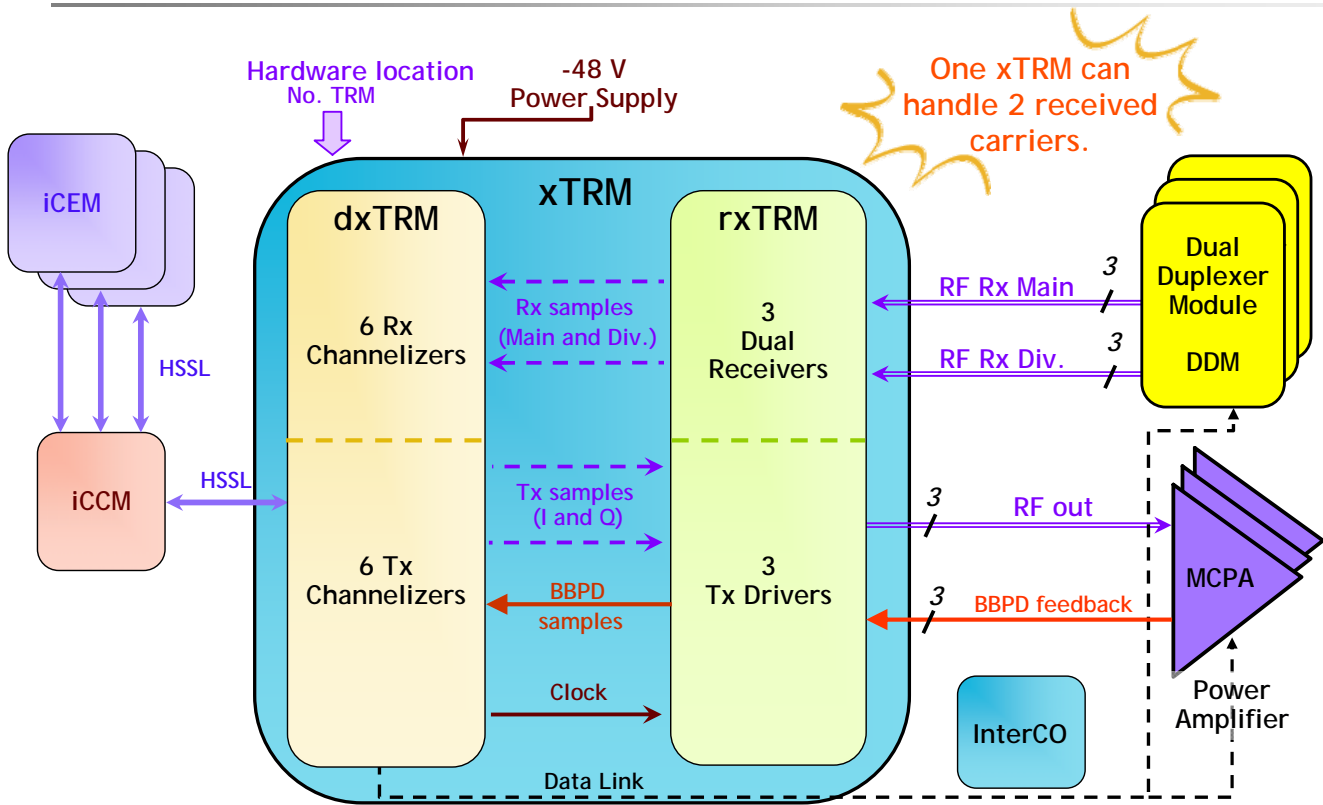 Hardware location
No. TRM
-48 V
Power Supply
One xTRM can
handle 2 received
carriers.
iCEM
HSSL
iCCM
HSSL
xTRM
dxTRM
6 Rx
Channelizers
6 Tx
Channelizers
Rx samples
(Main and Div.)
Tx samples
(I and Q)
BBPD
samples
Clock
rxTRM
3
Dual
Receivers
3
Tx Drivers
RF Rx Main
3
RF Rx Div.
3
Dual
Duplexer
Module
DDM
3
RF out
3
BBPD feedback
MCPA
Power
Amplifier
InterCO
Data Link